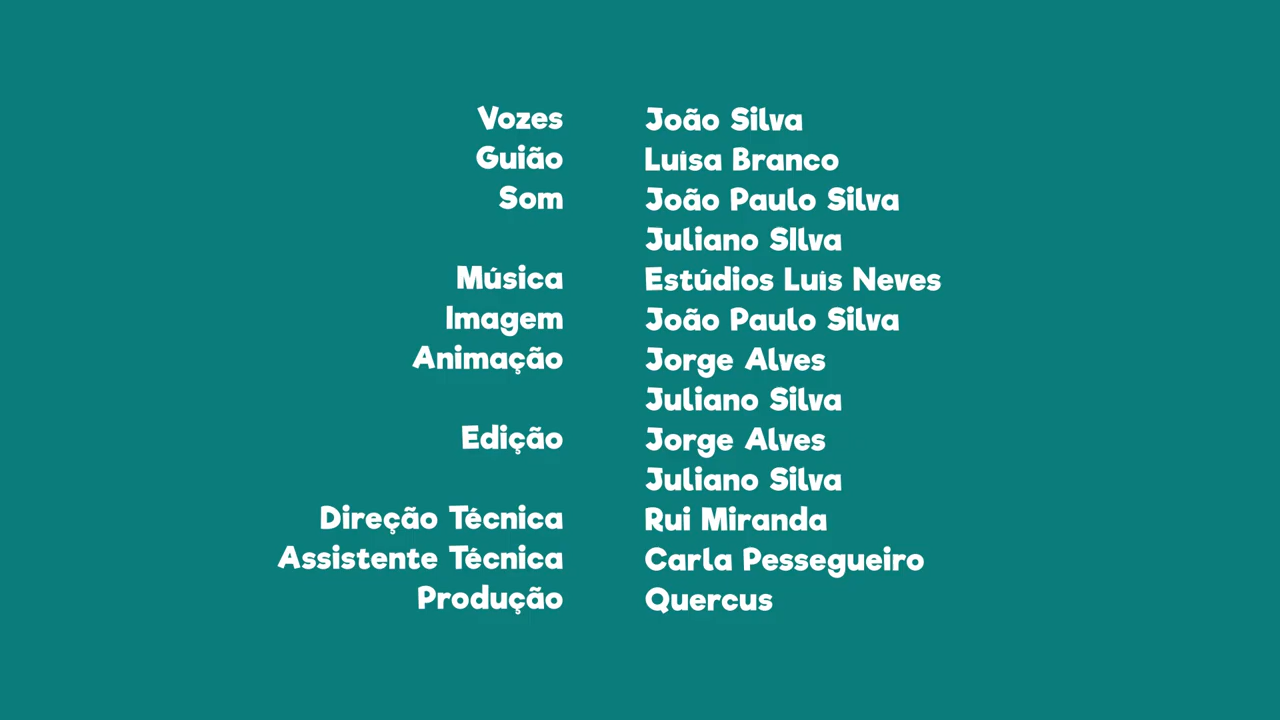 Vozes João Silva
Guião Luísa Branco
Som João Paulo Silva
Juliano SIlva
Música Estúdios Luís Neves
Imagem João Paulo Silva
Animação Jorge Alves
Juliano Silva
Edição Jorge Alves
Juliano Silva
Direção Técnica Rui Miranda
Assistente Técnica Carla Pessegueiro
Produção Quercus